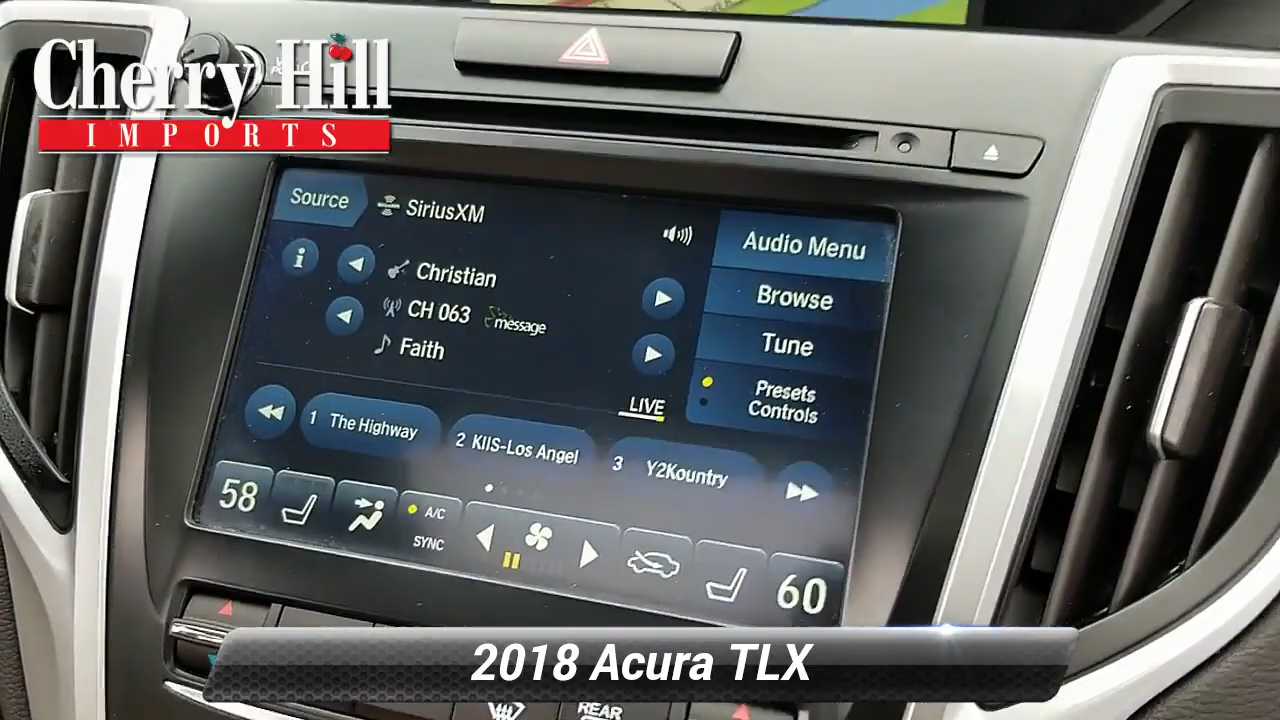 Cherry Hill
IMPORTS
Source
SiriusXM
Audio Menu
i
Christian
Browse
CH 063
message
Tune
Faith
Presets
Controls
LIVE
1 The Highway
2 KIIS-Los Angel
3 Y2Kountry
58
A/C
SYNC
60
2018 Acura TLX
REAR